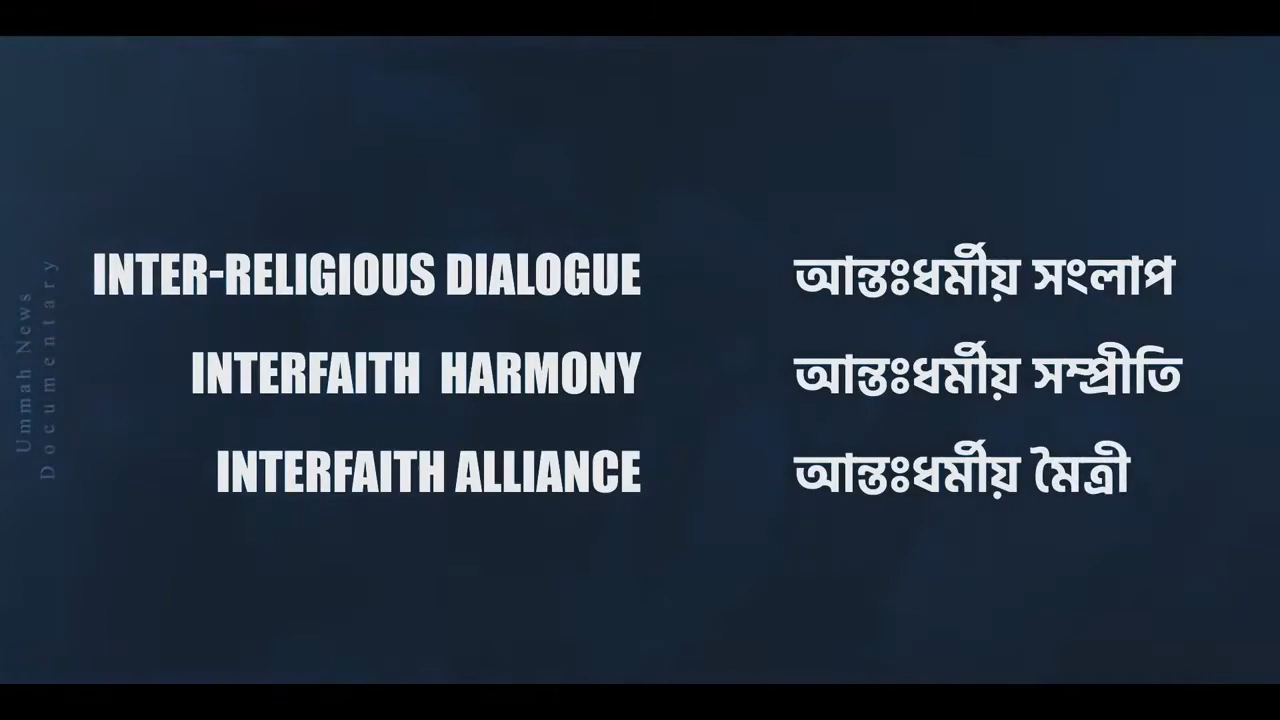 INTER-RELIGIOUS DIALOGUE আন্তঃধর্মীয় সংলাপ
INTERFAITH HARMONY আন্তঃধর্মীয় সম্প্রীতি
INTERFAITH ALLIANCE আন্তঃধর্মীয় মৈত্রী
Ummah News
Documentary